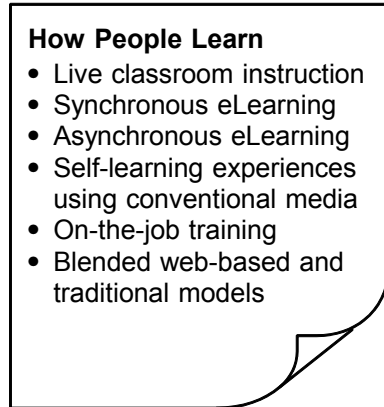 How People Learn
• Live classroom instruction
• Synchronous eLearning
• Asynchronous eLearning
• Self-learning experiences
using conventional media
• On-the-job training
• Blended web-based and
traditional models